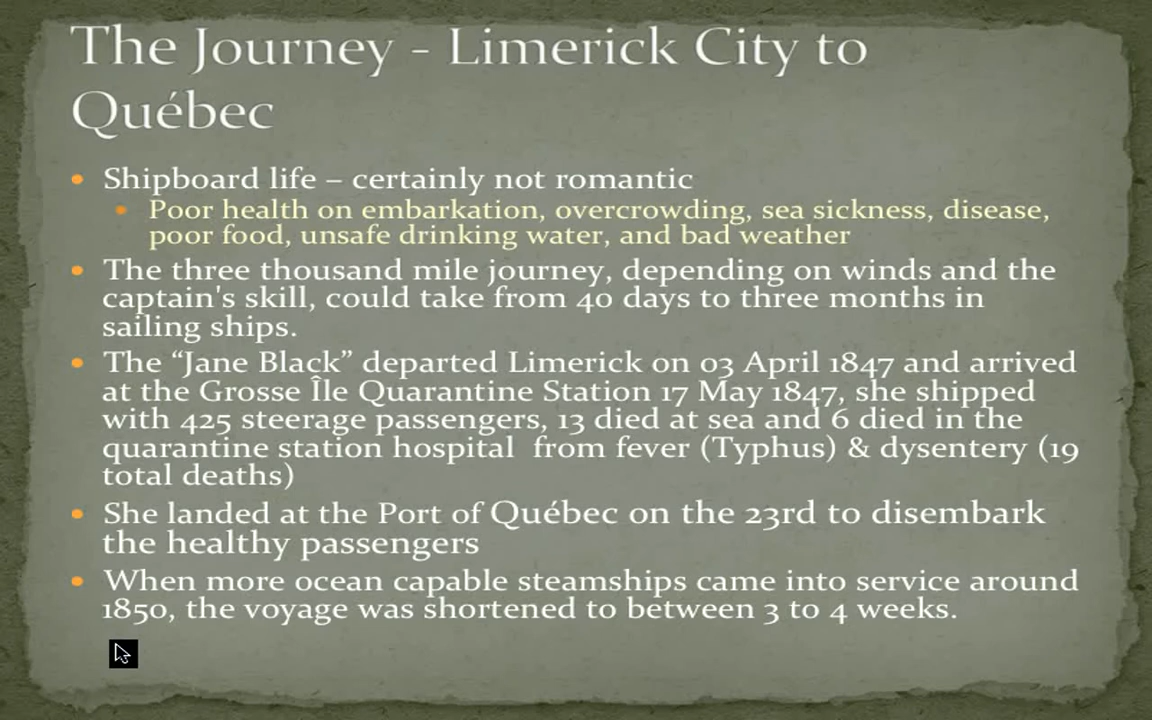 The Journey - Limerick City to
Québec
• Shipboard life – certainly not romantic
• Poor health on embarkation, overcrowding, sea sickness, disease,
poor food, unsafe drinking water, and bad weather
• The three thousand mile journey, depending on winds and the
captain's skill, could take from 40 days to three months in
sailing ships.
• The “Jane Black” departed Limerick on 03 April 1847 and arrived
at the Grosse Île Quarantine Station 17 May 1847, she shipped
with 425 steerage passengers, 13 died at sea and 6 died in the
quarantine station hospital from fever (Typhus) & dysentery (19
total deaths)
• She landed at the Port of Québec on the 23rd to disembark
the healthy passengers
• When more ocean capable steamships came into service around
1850, the voyage was shortened to between 3 to 4 weeks.